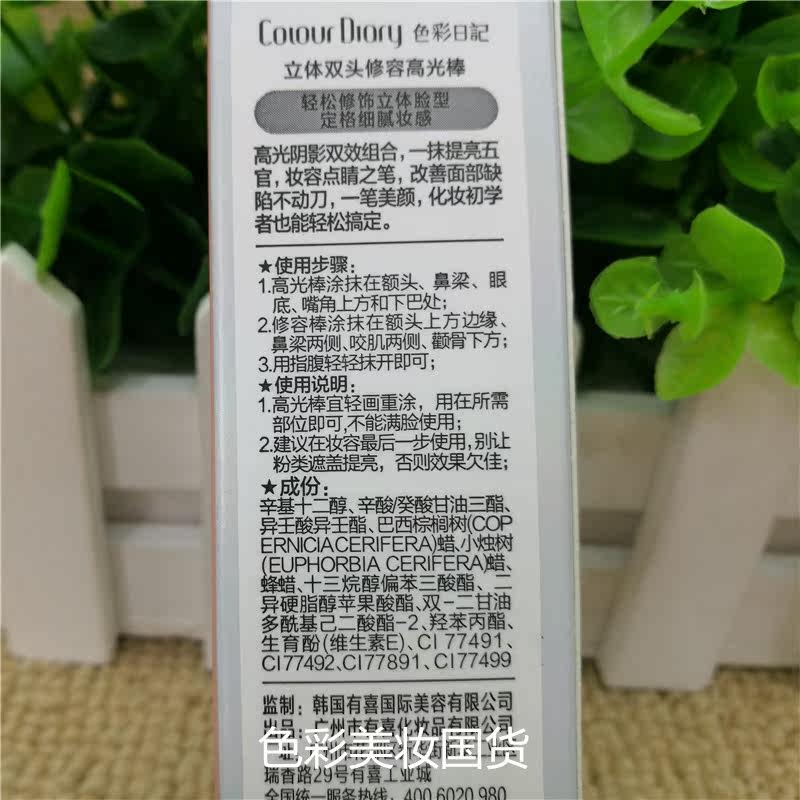 Colour Diary 色彩日記
立体双头修容高光棒
轻松修饰立体脸型
定格细腻妆感
高光阴影双效组合，一抹提亮五
官，妆容点睛之笔，改善面部缺
陷不动刀，一笔美颜，化妆初学
者也能轻松搞定。
★使用步骤：
1.高光棒涂抹在额头、鼻梁、眼
底、嘴角上方和下巴处；
2.修容棒涂抹在额头上方边缘、
鼻梁两侧、咬肌两侧、颧骨下方；
3.用指腹轻轻抹开即可；
★使用说明：
1.高光棒宜轻画重涂，用在所需
部位即可,不能满脸使用；
2.建议在妆容最后一步使用,别让
粉类遮盖提亮，否则效果欠佳；
★成份：
辛基十二醇、辛酸/癸酸甘油三酯、
异壬酸异壬酯、巴西棕榈树(COP
ERNICIACERIFERA)蜡、小烛树
(EUPHORBIA CERIFERA)蜡、
蜂蜡、十三烷醇偏苯三酸酯、二
异硬脂醇苹果酸酯、双-二甘油
多酰基己二酸酯-2、羟苯丙酯、
生育酚(维生素E)、CI 77491、
CI77492、CI77891、CI77499
监制：韩国有喜国际美容有限公司
出品：广州市有喜化妆品有限公司
色彩美妆国货
瑞香路29号有喜工业城
全国统一服务热线：400 6020 980